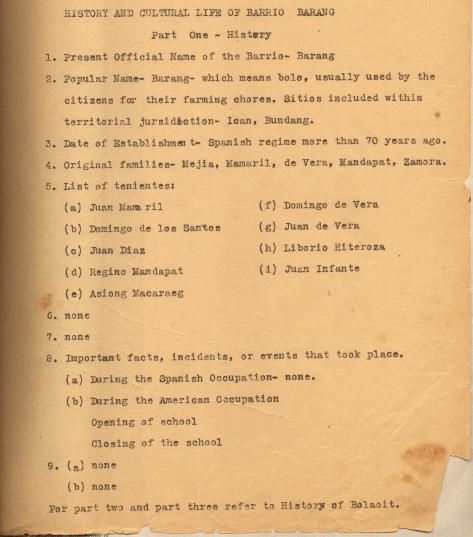 HISTORY AND CULTURAL LIFE OF BARRIO BARANG
Part One - History
1. Present Official Name of the Barrio- Barang
2. Popular Name- Barang- which means bolo, usually used by the
citizens for their farming chores. Sitios included within
territorial jursidection- Ican, Bundang.
3. Date of Establishment- Spanish regime more than 70 years ago.
4. Original families- Mejia, Mamaril, de Vera, Mandapat, Zamora.
5. List of tenientes:
(a) Juan Mamaril
(b) Domingo de los Santos
(c) Juan Diaz
(d) Regino Mandapat
(e) Asiong Macaraeg
(f) Domingo de Vera
(g) Juan de Vera
(h) Liborio Hiteroza
(i) Juan Infante
6. none
7. none
8. Important facts, incidents, or events that took place.
(a) During the Spanish Occupation- none.
(b) During the American Occupation
Opening of school
Closing of the school
9. (a) none
(b) none
For part two and part three refer to History of Bolaoit.